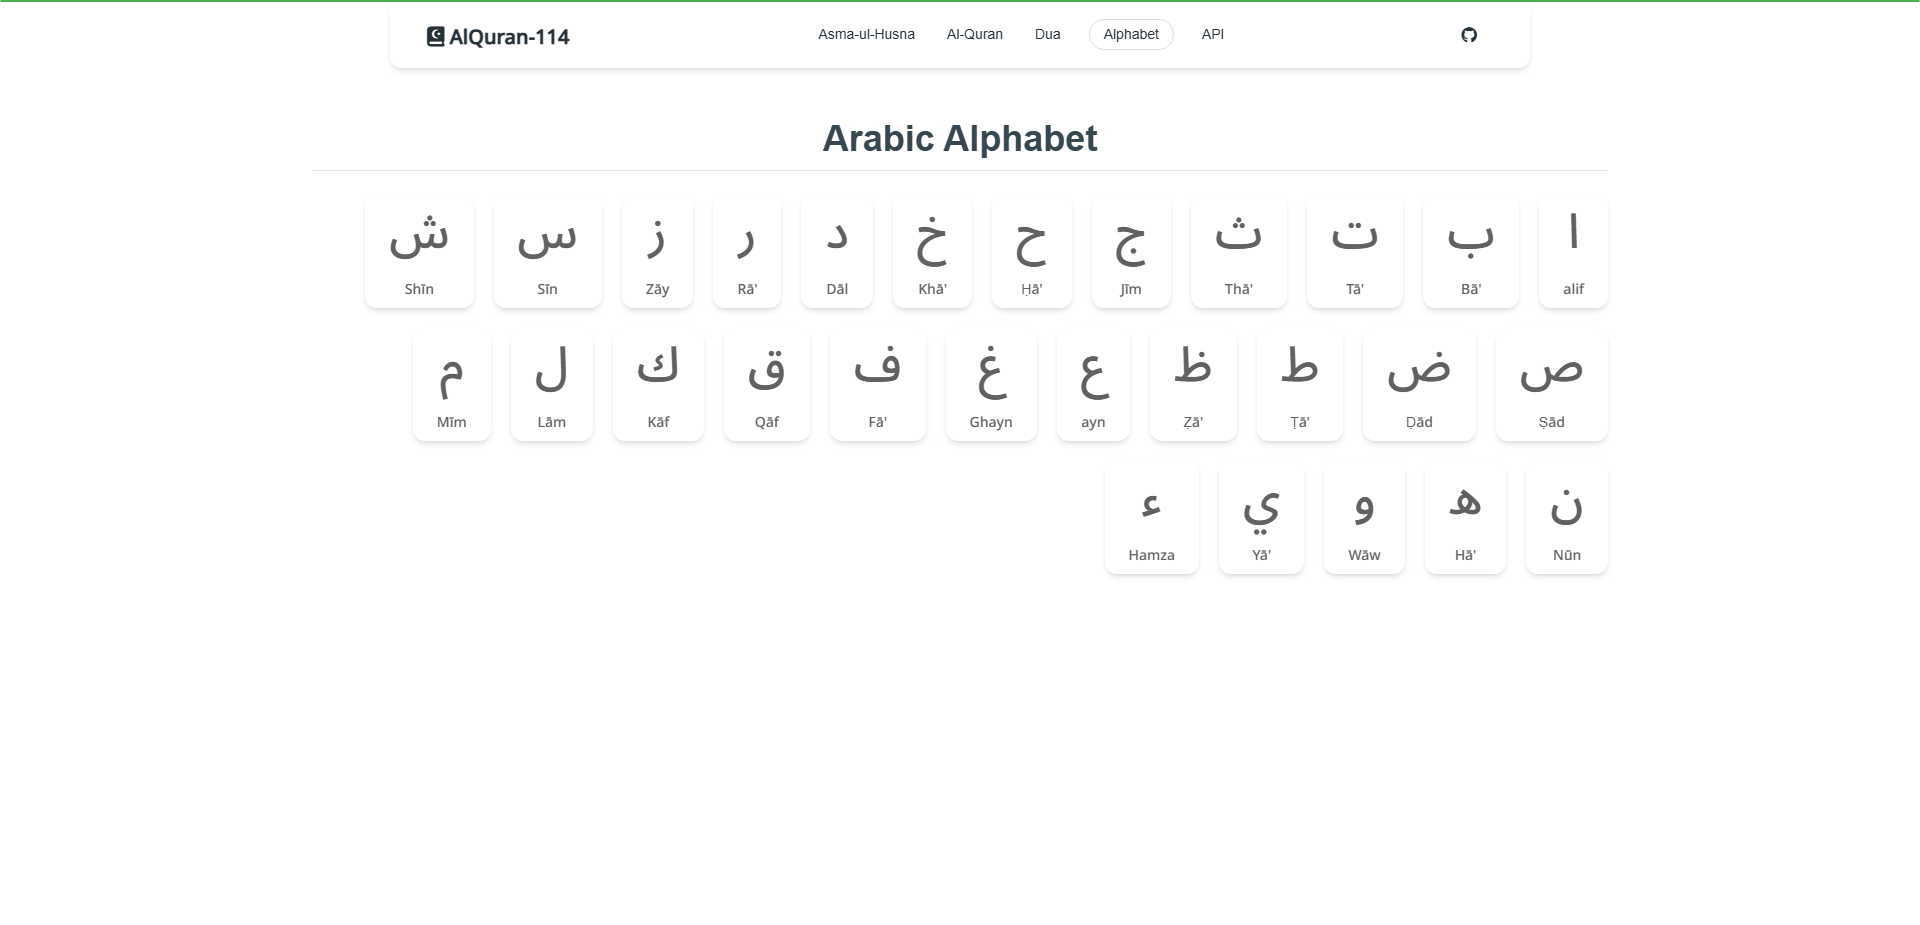 AlQuran-114 Asma-ul-Husna Al-Quran Dua Alphabet API
Arabic Alphabet
ا ب ت ث ج ح خ د ر ز س ش
alif Bā' Tā' Thā' Jīm Ḥā' Khā' Dāl Rā' Zāy Sīn Shīn
ص ض ط ظ ع غ ف ق ك ل م
Ṣād Ḍād Ṭā' Ẓā' ayn Ghayn Fā' Qāf Kāf Lām Mīm
ن ه و ي ء
Nūn Hā' Wāw Yā' Hamza